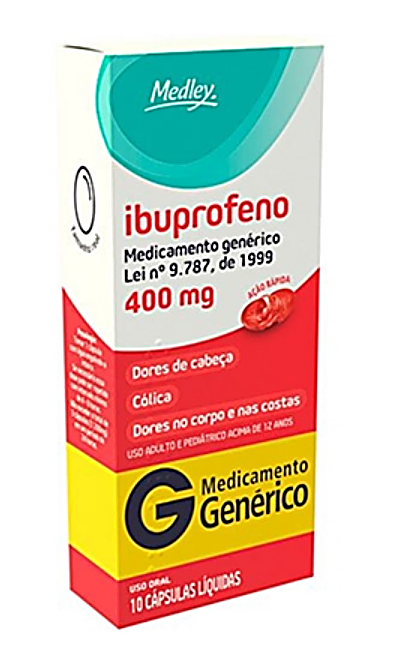 Medley.
ibuprofeno
Medicamento genérico
Lei nº 9.787, de 1999
400 mg
AÇÃO RÁPIDA
Dores de cabeça
Cólica
Dores no corpo e nas costas
USO ADULTO E PEDIÁTRICO ACIMA DE 12 ANOS
G Medicamento
Genérico
USO ORAL
10 CÁPSULAS LÍQUIDAS